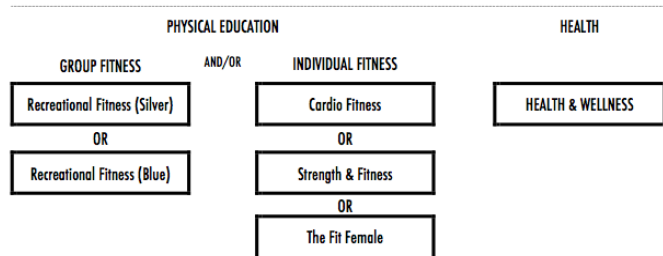 PHYSICAL EDUCATION HEALTH
GROUP FITNESS AND/OR INDIVIDUAL FITNESS
Recreational Fitness (Silver) Cardio Fitness HEALTH & WELLNESS
OR OR
Recreational Fitness (Blue) Strength & Fitness
OR
The Fit Female